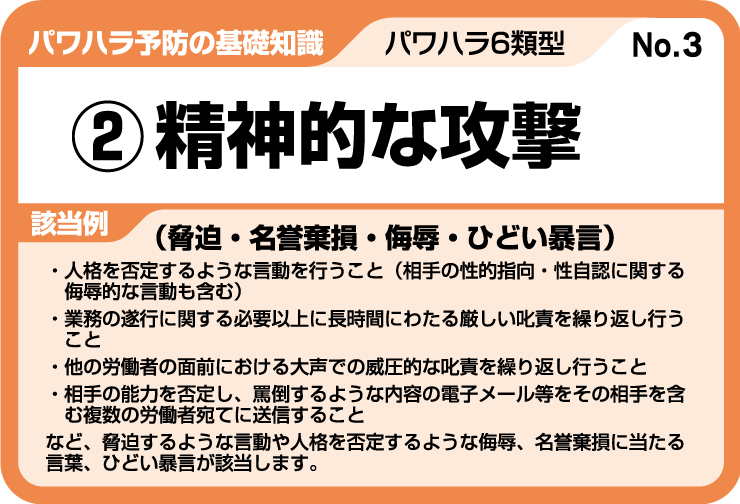 パワハラ予防の基礎知識
パワハラ6類型
No.3
②精神的な攻撃
該当例
（脅迫・名誉棄損・侮辱・ひどい暴言）
・人格を否定するような言動を行うこと（相手の性的指向・性自認に関する
侮辱的な言動も含む）
・業務の遂行に関する必要以上に長時間にわたる厳しい叱責を繰り返し行う
こと
・他の労働者の面前における大声での威圧的な叱責を繰り返し行うこと
・相手の能力を否定し、罵倒するような内容の電子メール等をその相手を含
む複数の労働者宛てに送信すること
など、脅迫するような言動や人格を否定するような侮辱、名誉棄損に当たる
言葉、ひどい暴言が該当します。